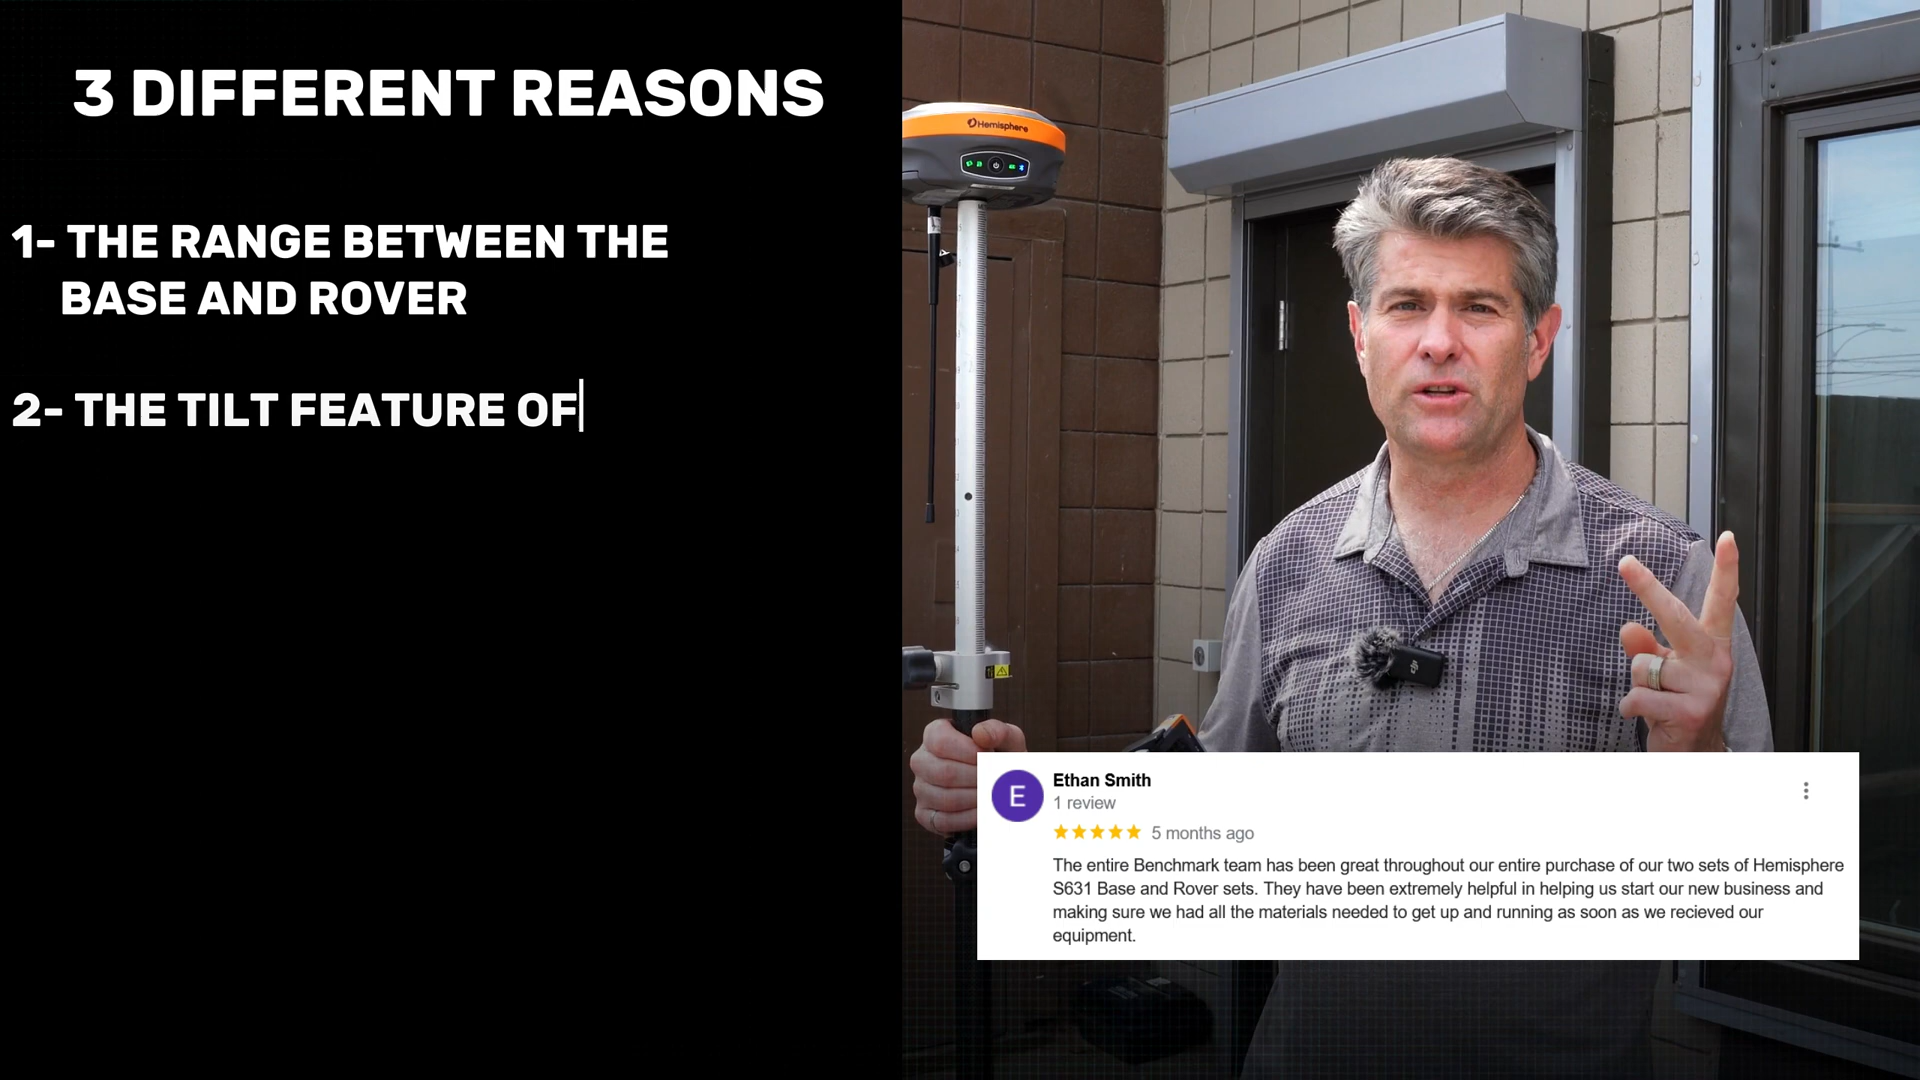 3 DIFFERENT REASONS
1- THE RANGE BETWEEN THE
BASE AND ROVER
2- THE TILT FEATURE OF
Hemisphere
E
Ethan Smith
1 review
5 months ago
The entire Benchmark team has been great throughout our entire purchase of our two sets of Hemisphere
S631 Base and Rover sets. They have been extremely helpful in helping us start our new business and
making sure we had all the materials needed to get up and running as soon as we recieved our
equipment.